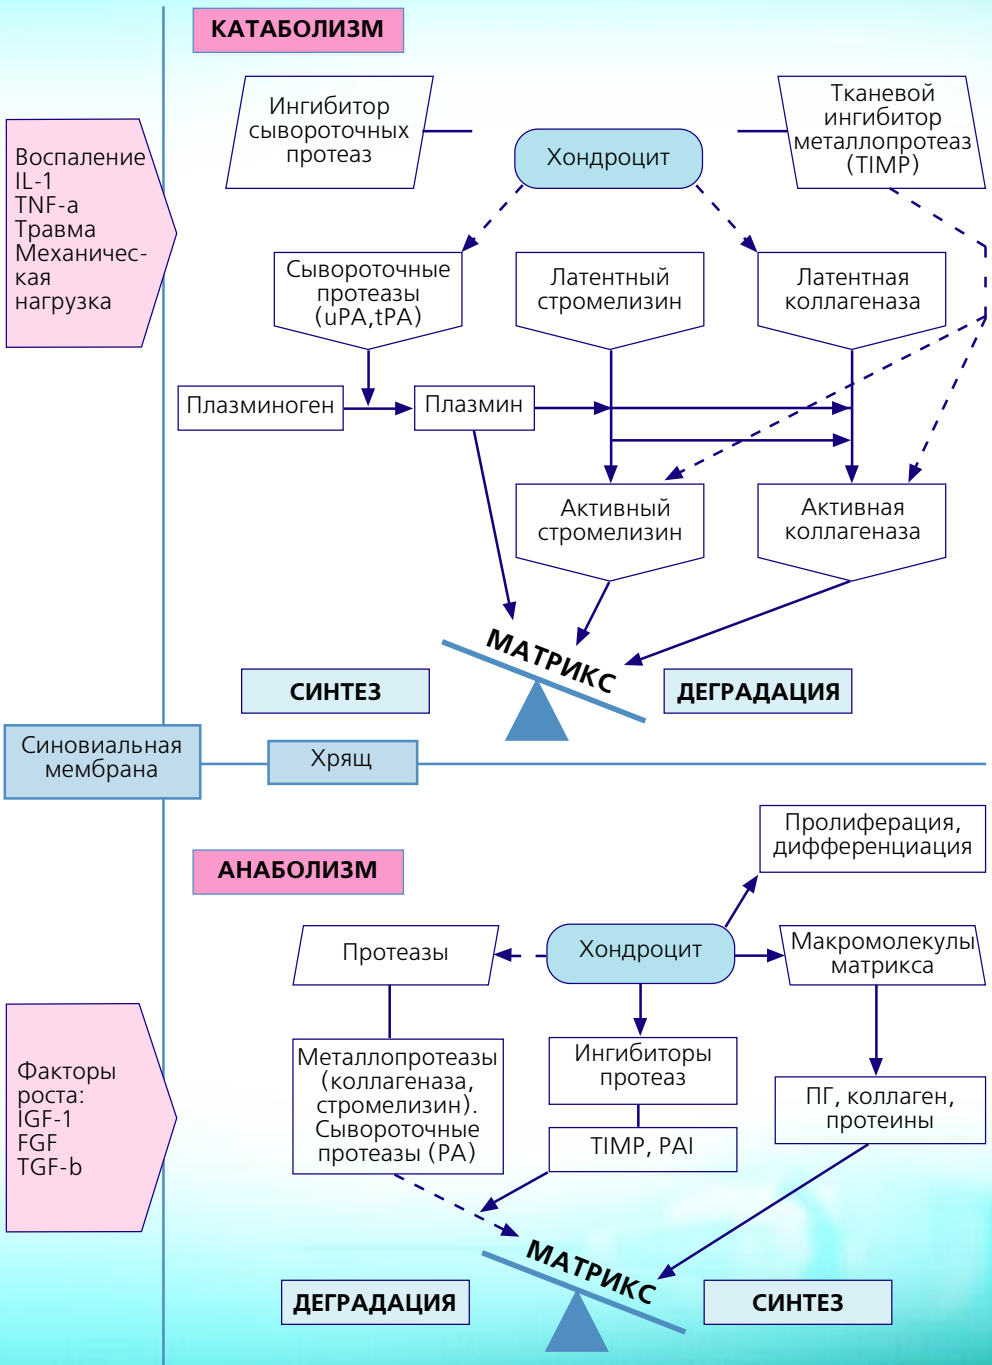 КАТАБОЛИЗМ
Ингибитор
сывороточных
протеаз
Хондроцит
Тканевой
ингибитор
металлопротеаз
(TIMP)
Воспаление
IL-1
TNF-a
Травма
Механичес-
кая
нагрузка
Сывороточные
протеазы
(uPA,tPA)
Латентный
стромелизин
Латентная
коллагеназа
Плазминоген
Плазмин
Активный
стромелизин
Активная
коллагеназа
МАТРИКС
СИНТЕЗ
ДЕГРАДАЦИЯ
Синовиальная
мембрана
Хрящ
АНАБОЛИЗМ
Пролиферация,
дифференциация
Протеазы
Хондроцит
Макромолекулы
матрикса
Факторы
роста:
IGF-1
FGF
TGF-b
Металлопротеазы
(коллагеназа,
стромелизин).
Сывороточные
протеазы (PA)
Ингибиторы
протеаз
TIMP, PAI
ПГ, коллаген,
протеины
МАТРИКС
ДЕГРАДАЦИЯ
СИНТЕЗ